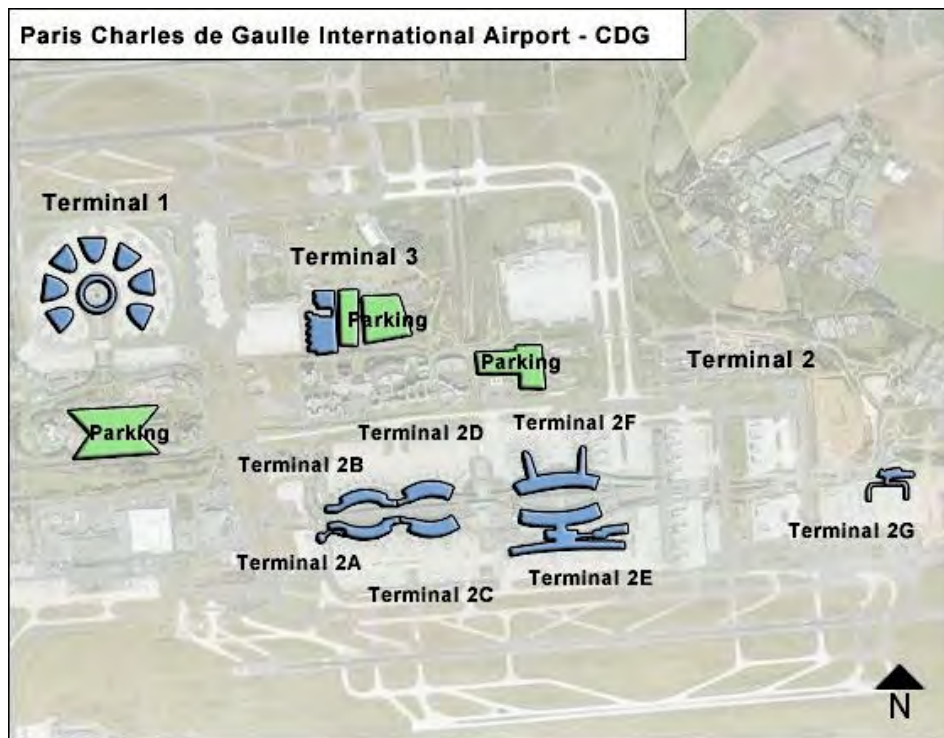 Paris Charles de Gaulle International Airport - CDG
Terminal 1
Terminal 3
Parking
Parking
Terminal 2
Parking
Terminal 2F
Terminal 2D
Terminal 2B
Terminal 2G
Terminal 2A
Terminal 2E
Terminal 2C
N